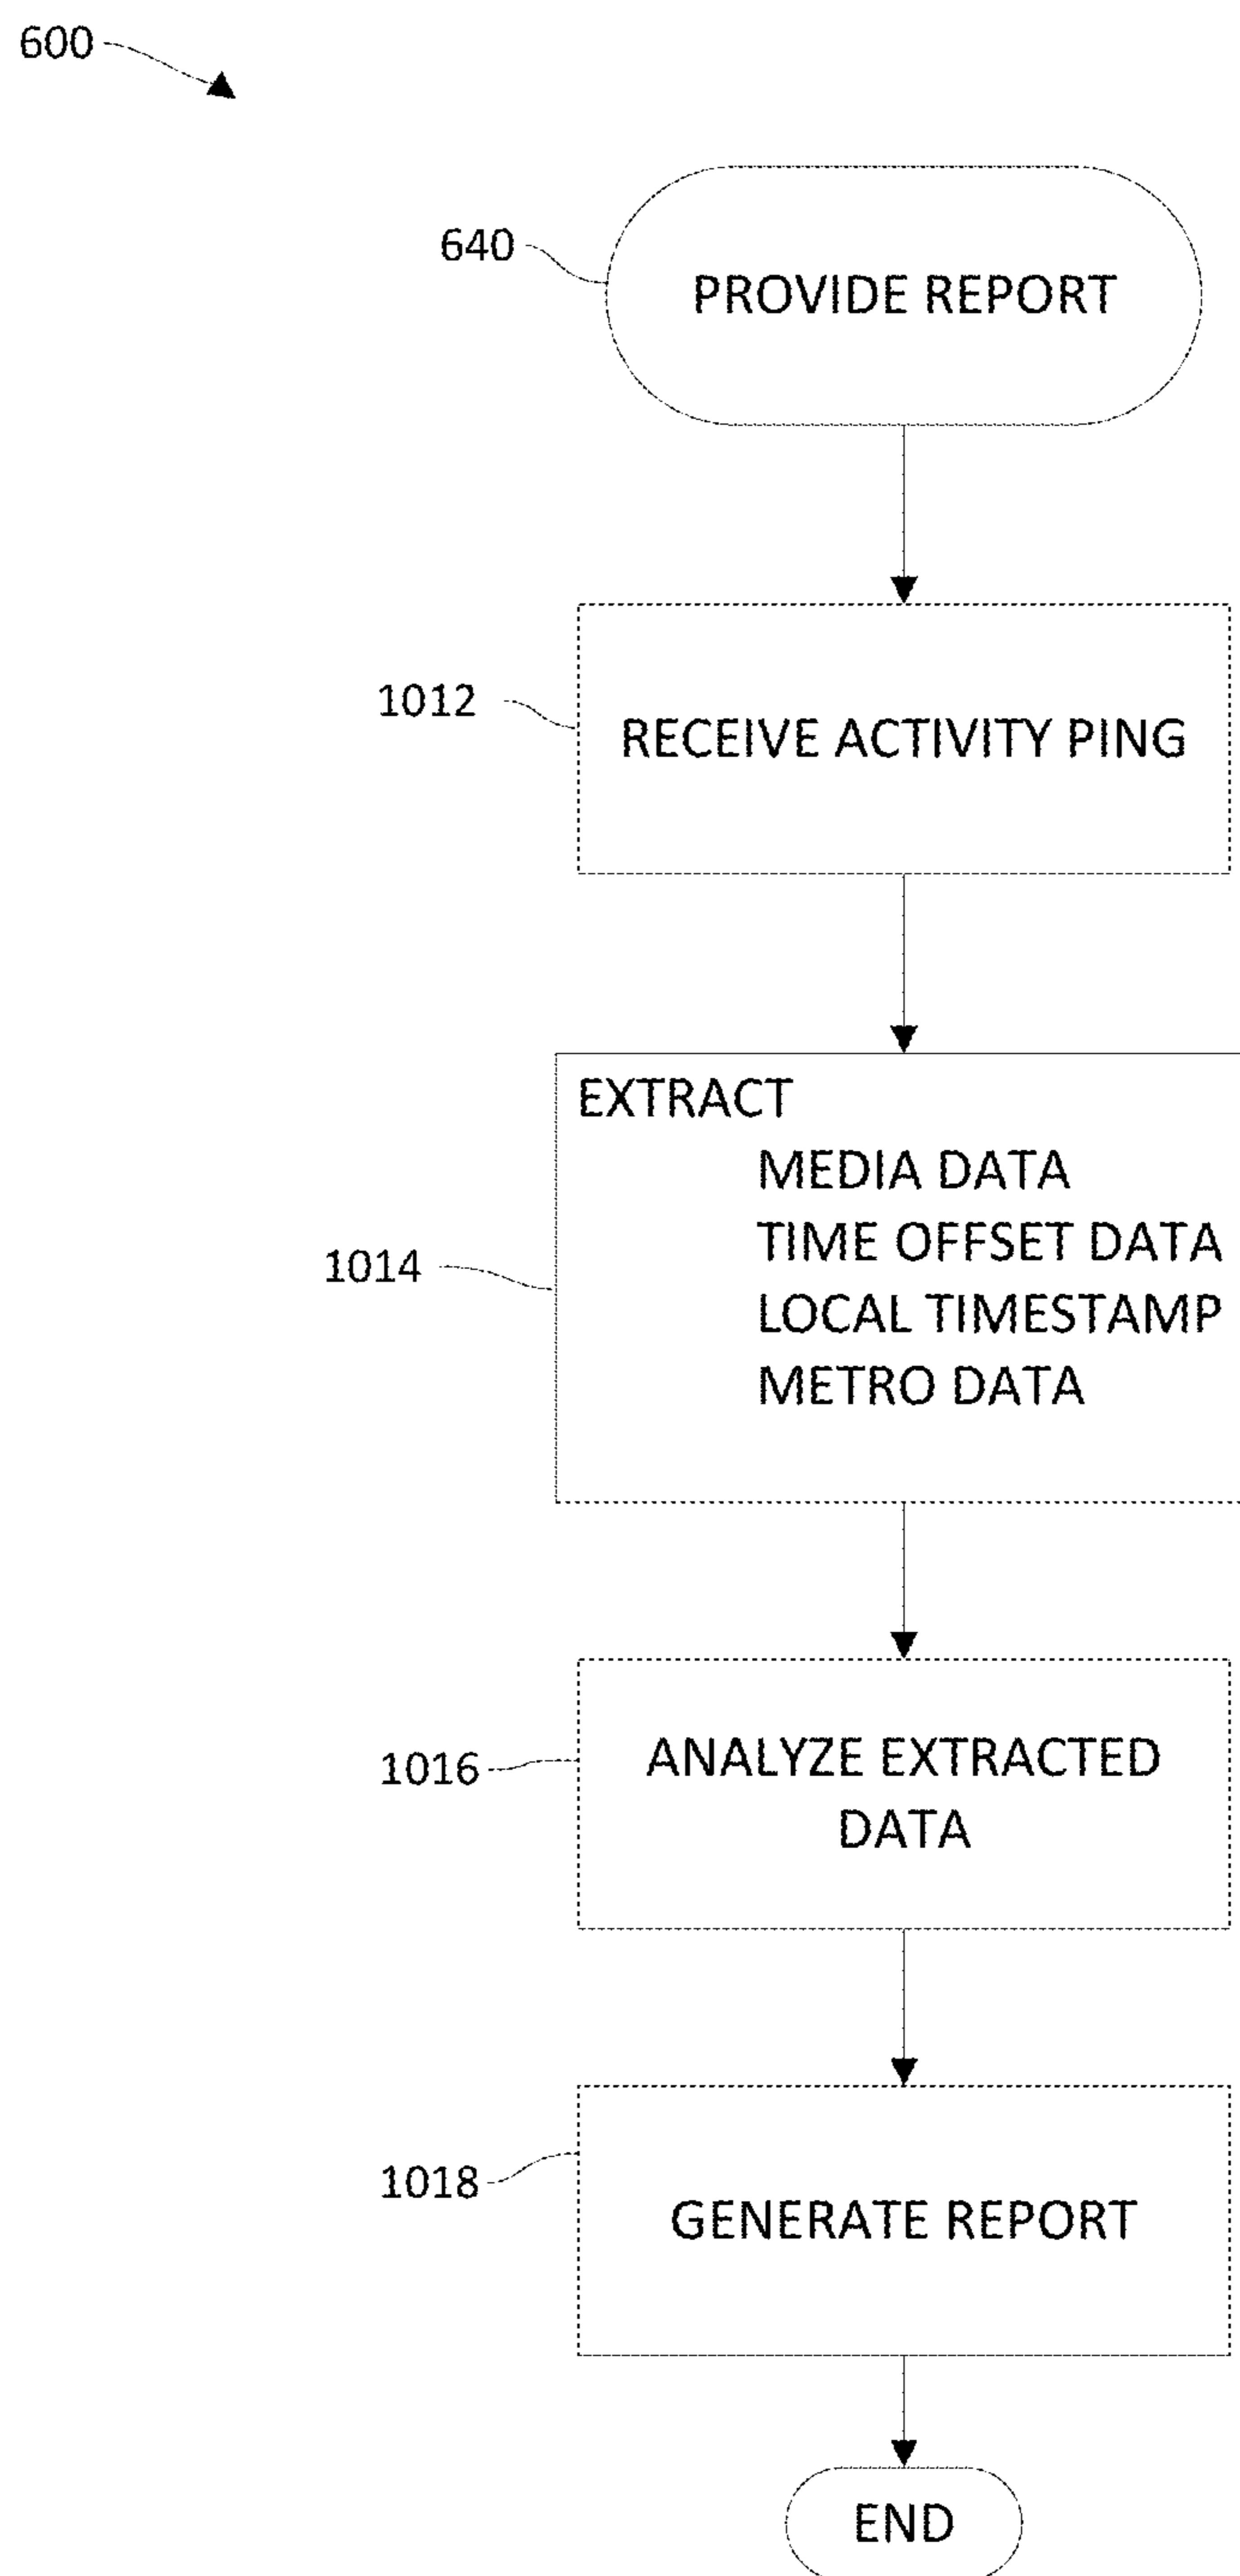 600
640
PROVIDE REPORT
1012
RECEIVE ACTIVITY PING
EXTRACT
MEDIA DATA
TIME OFFSET DATA
1014
LOCAL TIMESTAMP
METRO DATA
1016
ANALYZE EXTRACTED
DATA
1018
GENERATE REPORT
END